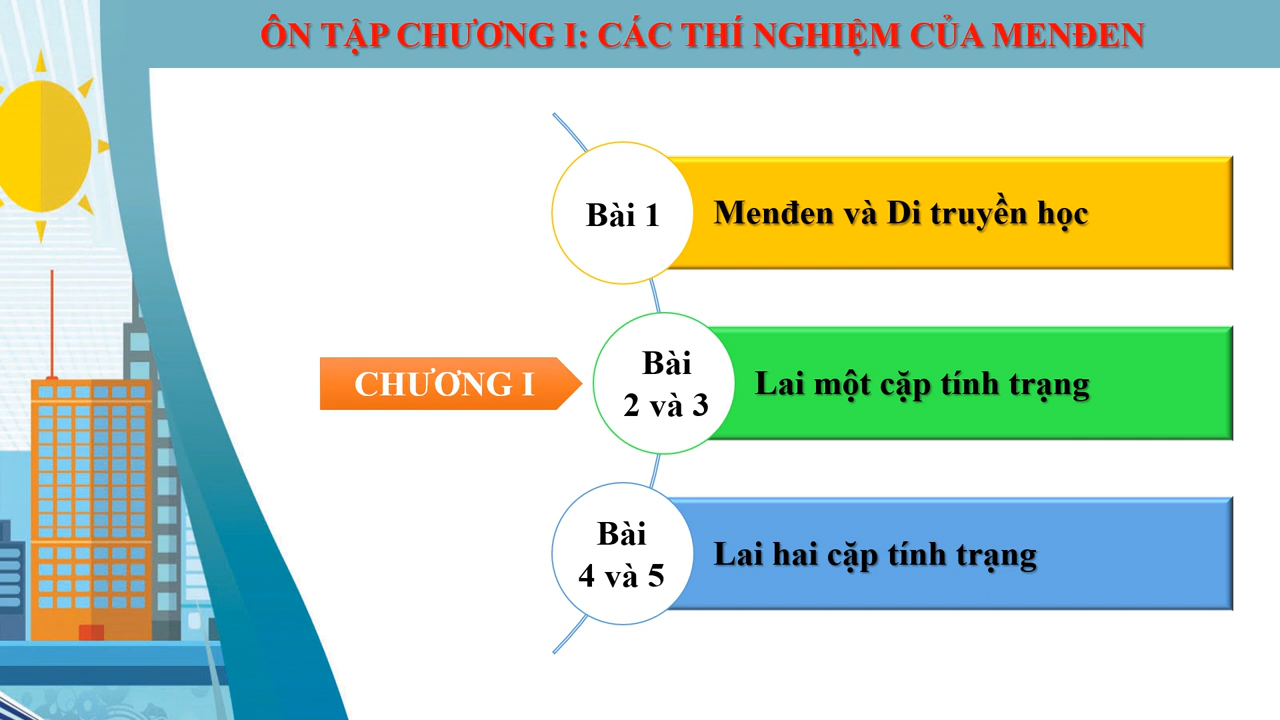 ÔN TẬP CHƯƠNG I: CÁC THÍ NGHIỆM CỦA MENĐEN
Bài 1
Menđen và Di truyền học
CHƯƠNG I
Bài
2 và 3
Lai một cặp tính trạng
Bài
4 và 5
Lai hai cặp tính trạng